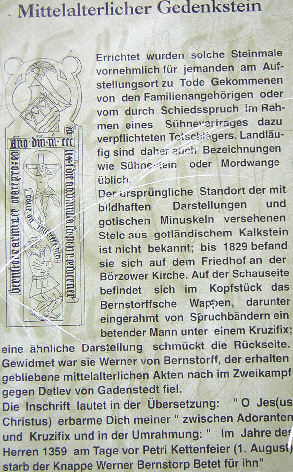 Mittelalterlicher Gedenkstein
Errichtet wurden solche Steinmale
vornehmlich für jemanden am Auf-
stellungsort zu Tode Gekommenen
von den Familienangehörigen oder
vom durch Schiedsspruch im Rah-
men eines Sühnevertrages dazu
verpflichteten Totschlägers. Landläu-
fig sind daher auch Bezeichnungen
wie Sühnestein oder Mordwange
üblich.
Der ursprüngliche Standort der mit
bildhaften Darstellungen und
gotischen Minuskeln versehenen
Stele aus gotländischem Kalkstein
ist nicht bekannt; bis 1829 befand
sie sich auf dem Friedhof an der
Börzower Kirche. Auf der Schauseite
befindet sich im Kopfstück das
Bernstorffsche Wappen, darunter
eingerahmt von Spruchbändern ein
betender Mann unter einem Kruzifix;
eine ähnliche Darstellung schmückt die Rückseite.
Gewidmet war sie Werner von Bernstorff, der erhalten
gebliebene mittelalterlichen Akten nach im Zweikampf
gegen Detlev von Gadenstedt fiel.
Die Inschrift lautet in der Übersetzung: " O Jes(us
Christus) erbarme Dich meiner " zwischen Adoranten
und Kruzifix und in der Umrahmung: " Im Jahre des
Herren 1359 am Tage vor Petri Kettenfeier (1. August)
starb der Knappe Werner Bernstorp Betet für ihn"